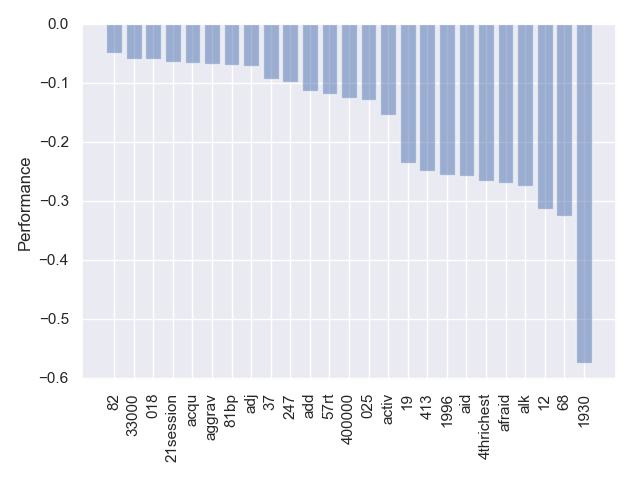 0.0
−0.1
−0.2
−0.3
−0.4
−0.5
−0.6
Performance
82
33000
018
21session
acqu
aggrav
81bp
adj
37
247
add
57rt
400000
025
activ
19
413
1996
aid
4thrichest
afraid
alk
12
68
1930